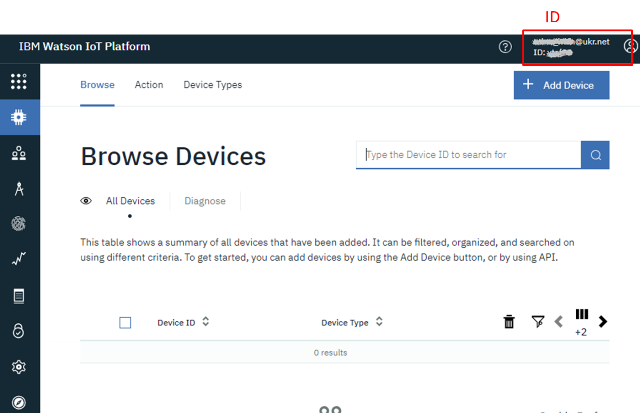 ID
IBM Watson IoT Platform
@ukr.net
ID:
Browse Action Device Types
+ Add Device
Browse Devices
Type the Device ID to search for
All Devices Diagnose
This table shows a summary of all devices that have been added. It can be filtered, organized, and searched on
using different criteria. To get started, you can add devices by using the Add Device button, or by using API.
Device ID Device Type
+2
0 results